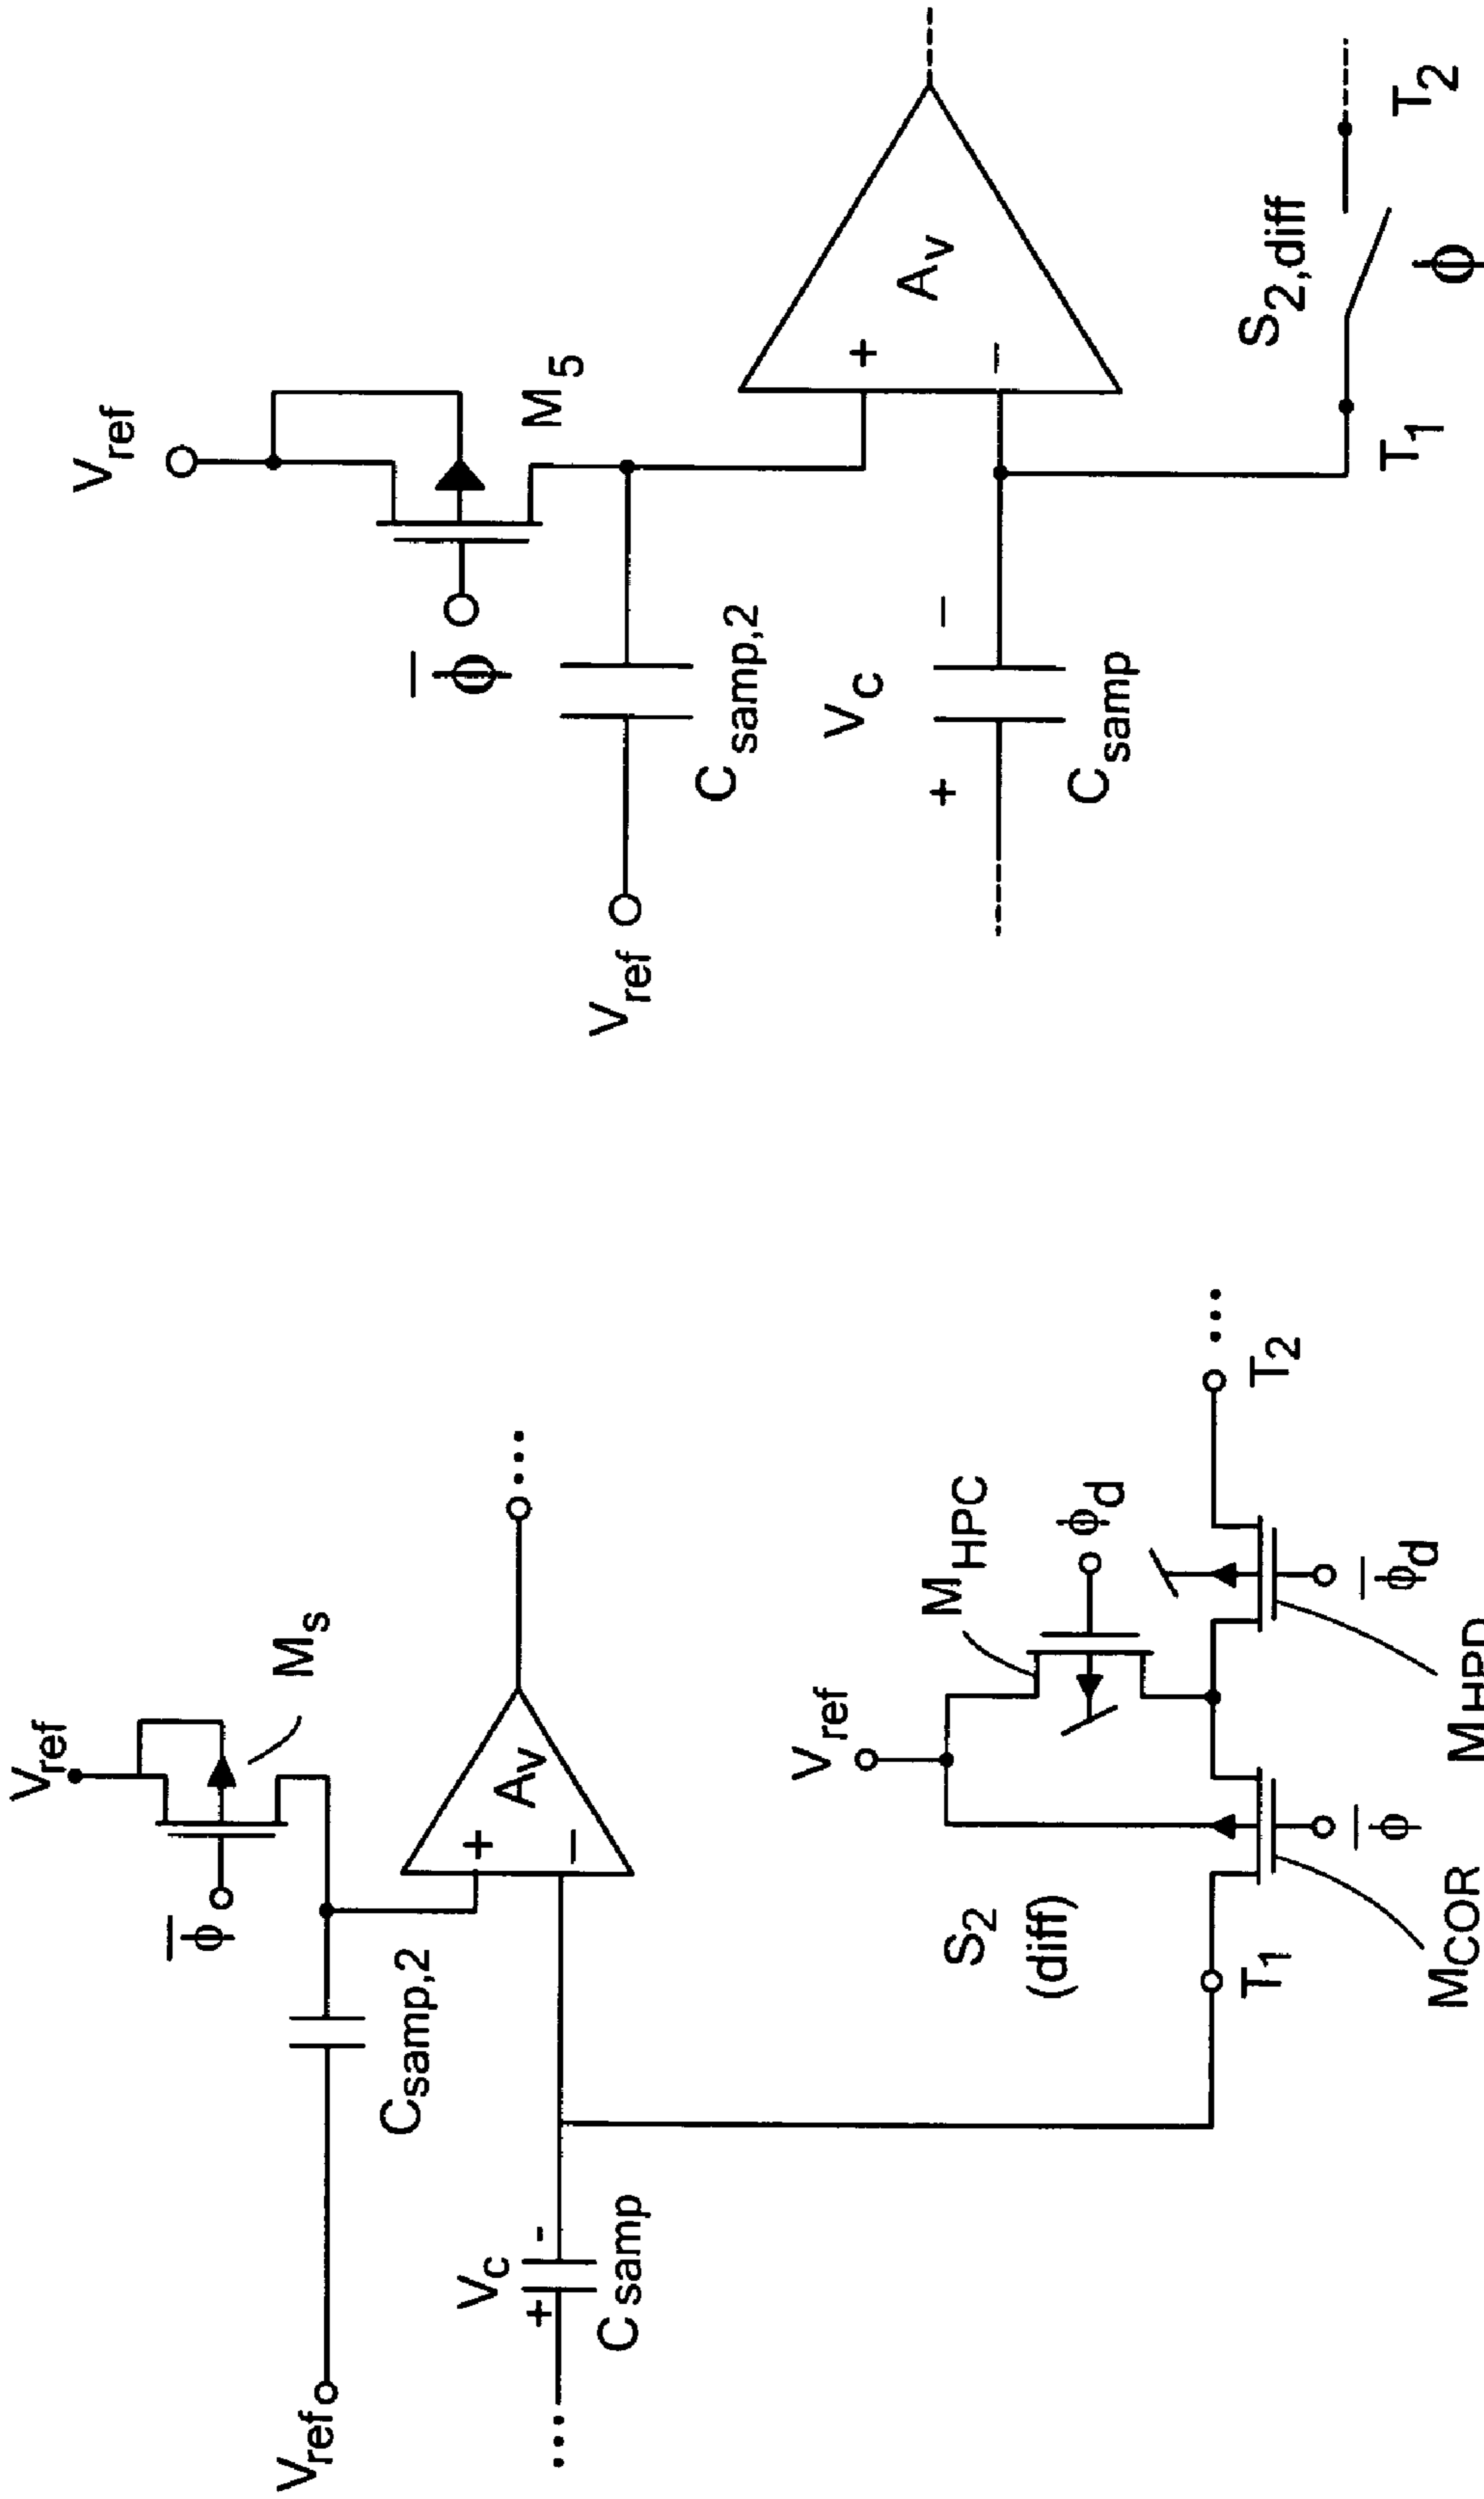 Vref
Ms
φ̅
Vref
Csamp,2
+
−
Av
Vc
+
-
Csamp
Vref
MHPC
φd
S2
(diff)
T1
T2
φ̅
φ̅d
MCOR
MHPD
Vref
M5
φ̅
Vref
Csamp,2
+
−
Av
Vc
+
−
Csamp
S2,diff
T1
T2
φ